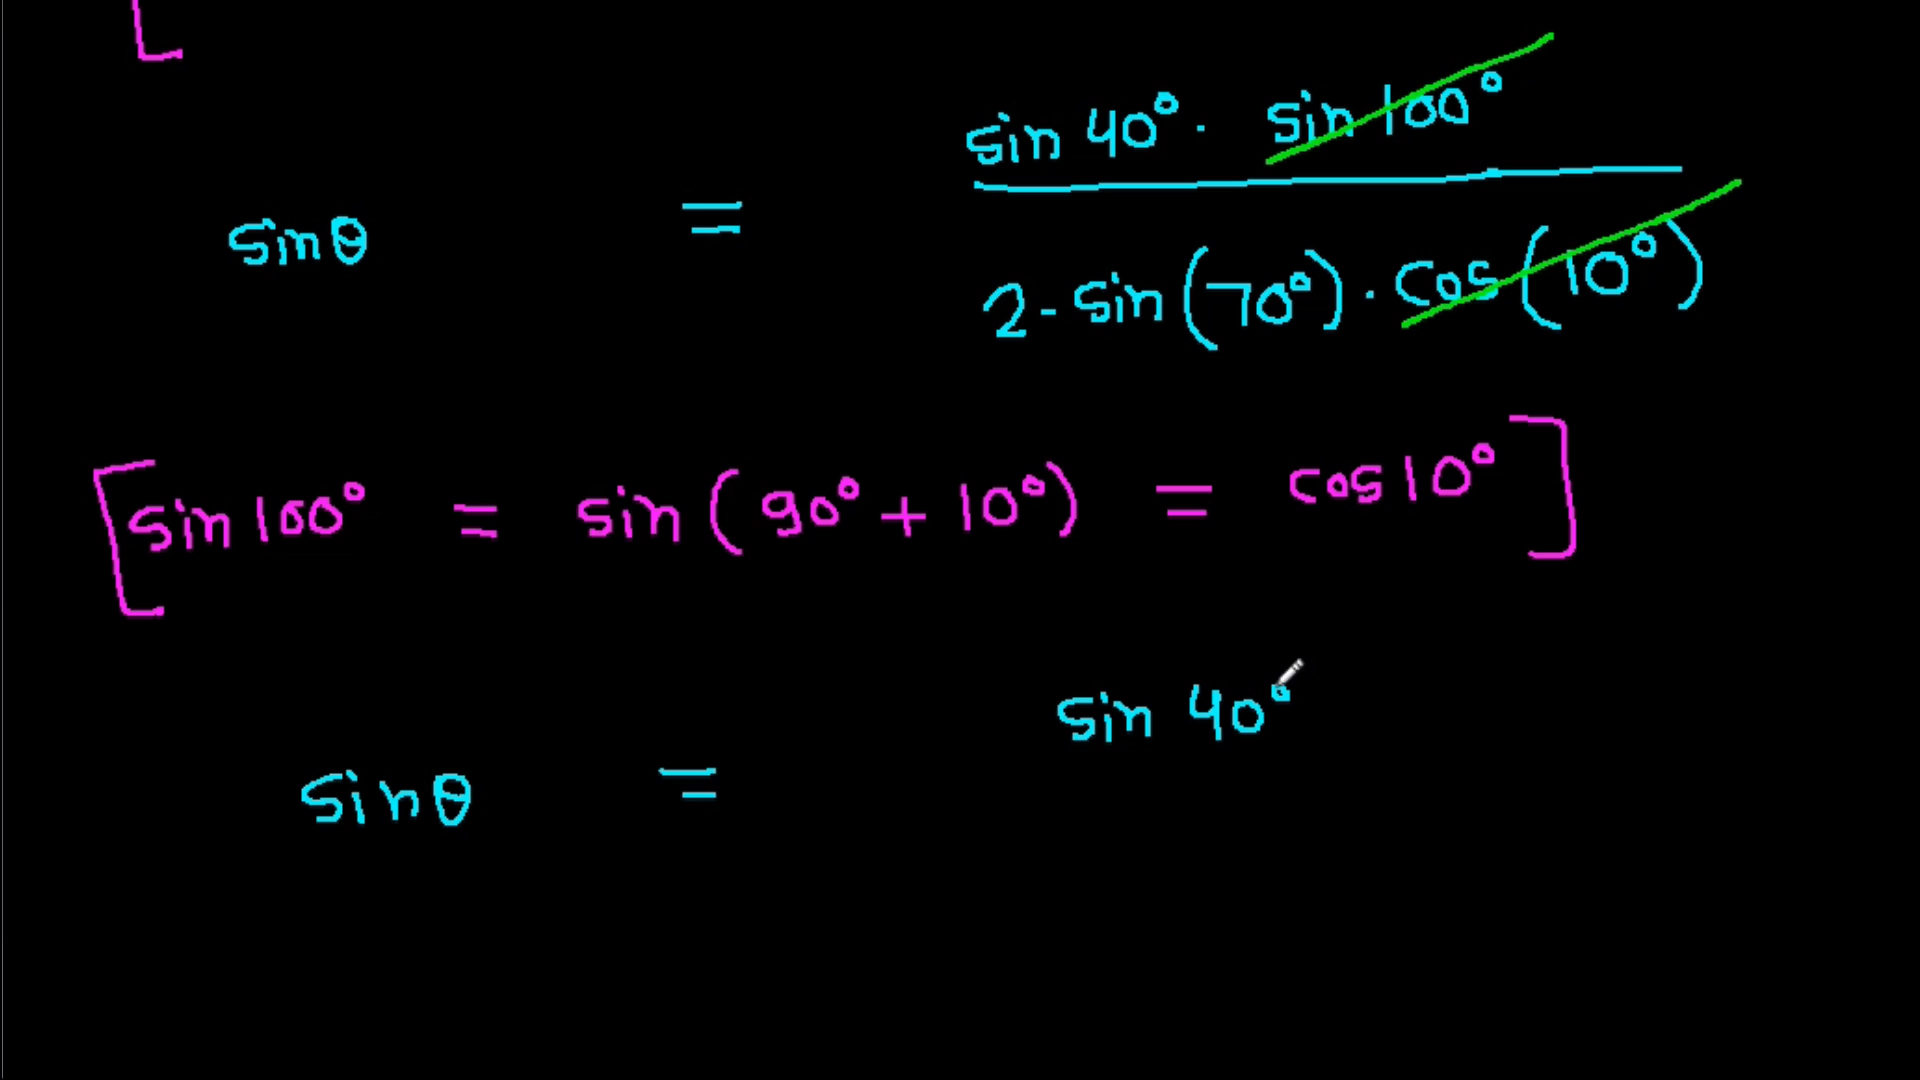 sin 40° · sin 100°
sinθ =
2 - sin (70°) · cos (10°)
[sin 100° = sin (90° + 10°) = cos 10°]
sin 40°
sinθ =